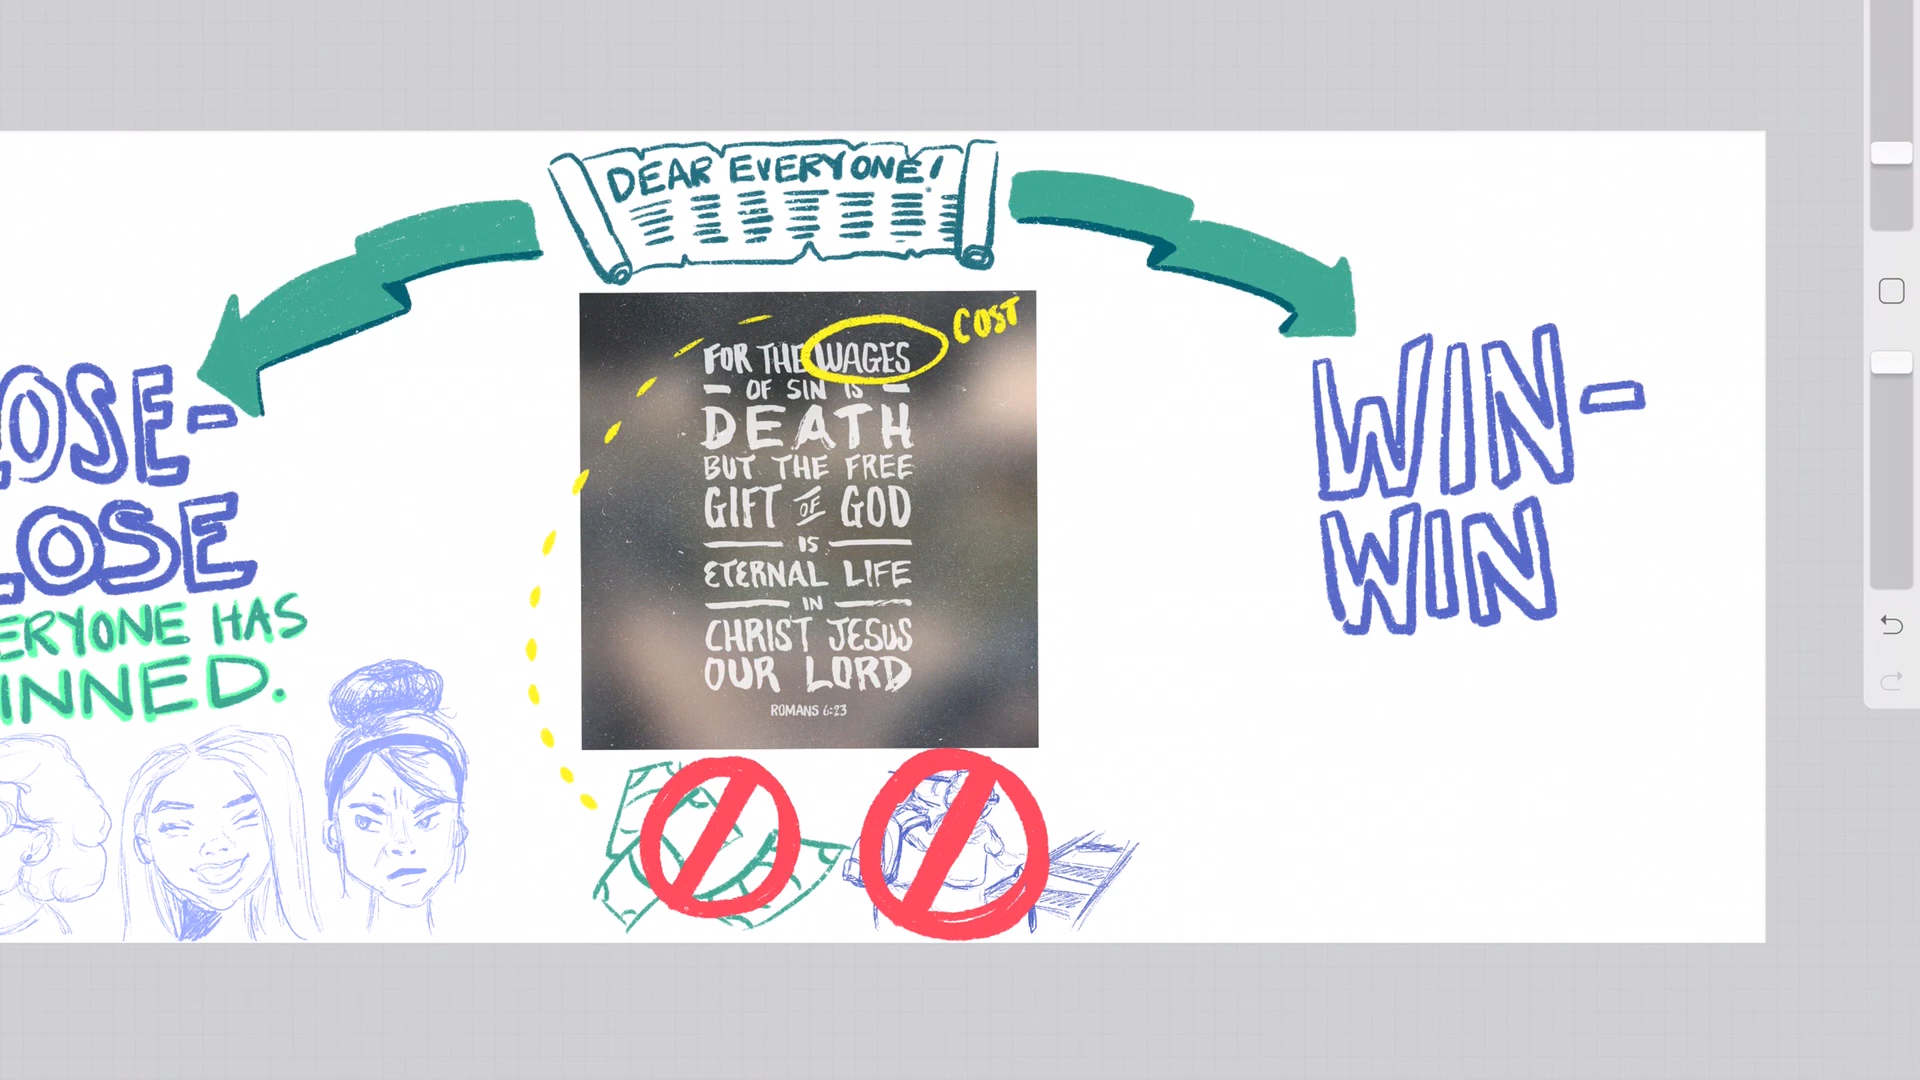 DEAR EVERYONE!
COST
FOR THE WAGES
OF SIN IS
DEATH
BUT THE FREE
GIFT OF GOD
IS
ETERNAL LIFE
IN
CHRIST JESUS
OUR LORD
ROMANS 6:23
OSE-
LOSE
ERYONE HAS
INNED.
WIN-
WIN